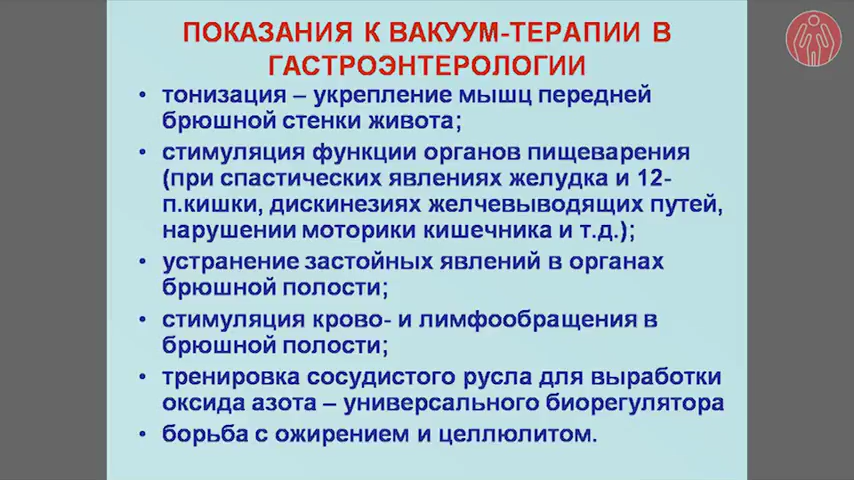 ПОКАЗАНИЯ К ВАКУУМ-ТЕРАПИИ В
ГАСТРОЭНТЕРОЛОГИИ
• тонизация – укрепление мышц передней
брюшной стенки живота;
• стимуляция функции органов пищеварения
(при спастических явлениях желудка и 12-
п.кишки, дискинезиях желчевыводящих путей,
нарушении моторики кишечника и т.д.);
• устранение застойных явлений в органах
брюшной полости;
• стимуляция крово- и лимфообращения в
брюшной полости;
• тренировка сосудистого русла для выработки
оксида азота – универсального биорегулятора
• борьба с ожирением и целлюлитом.